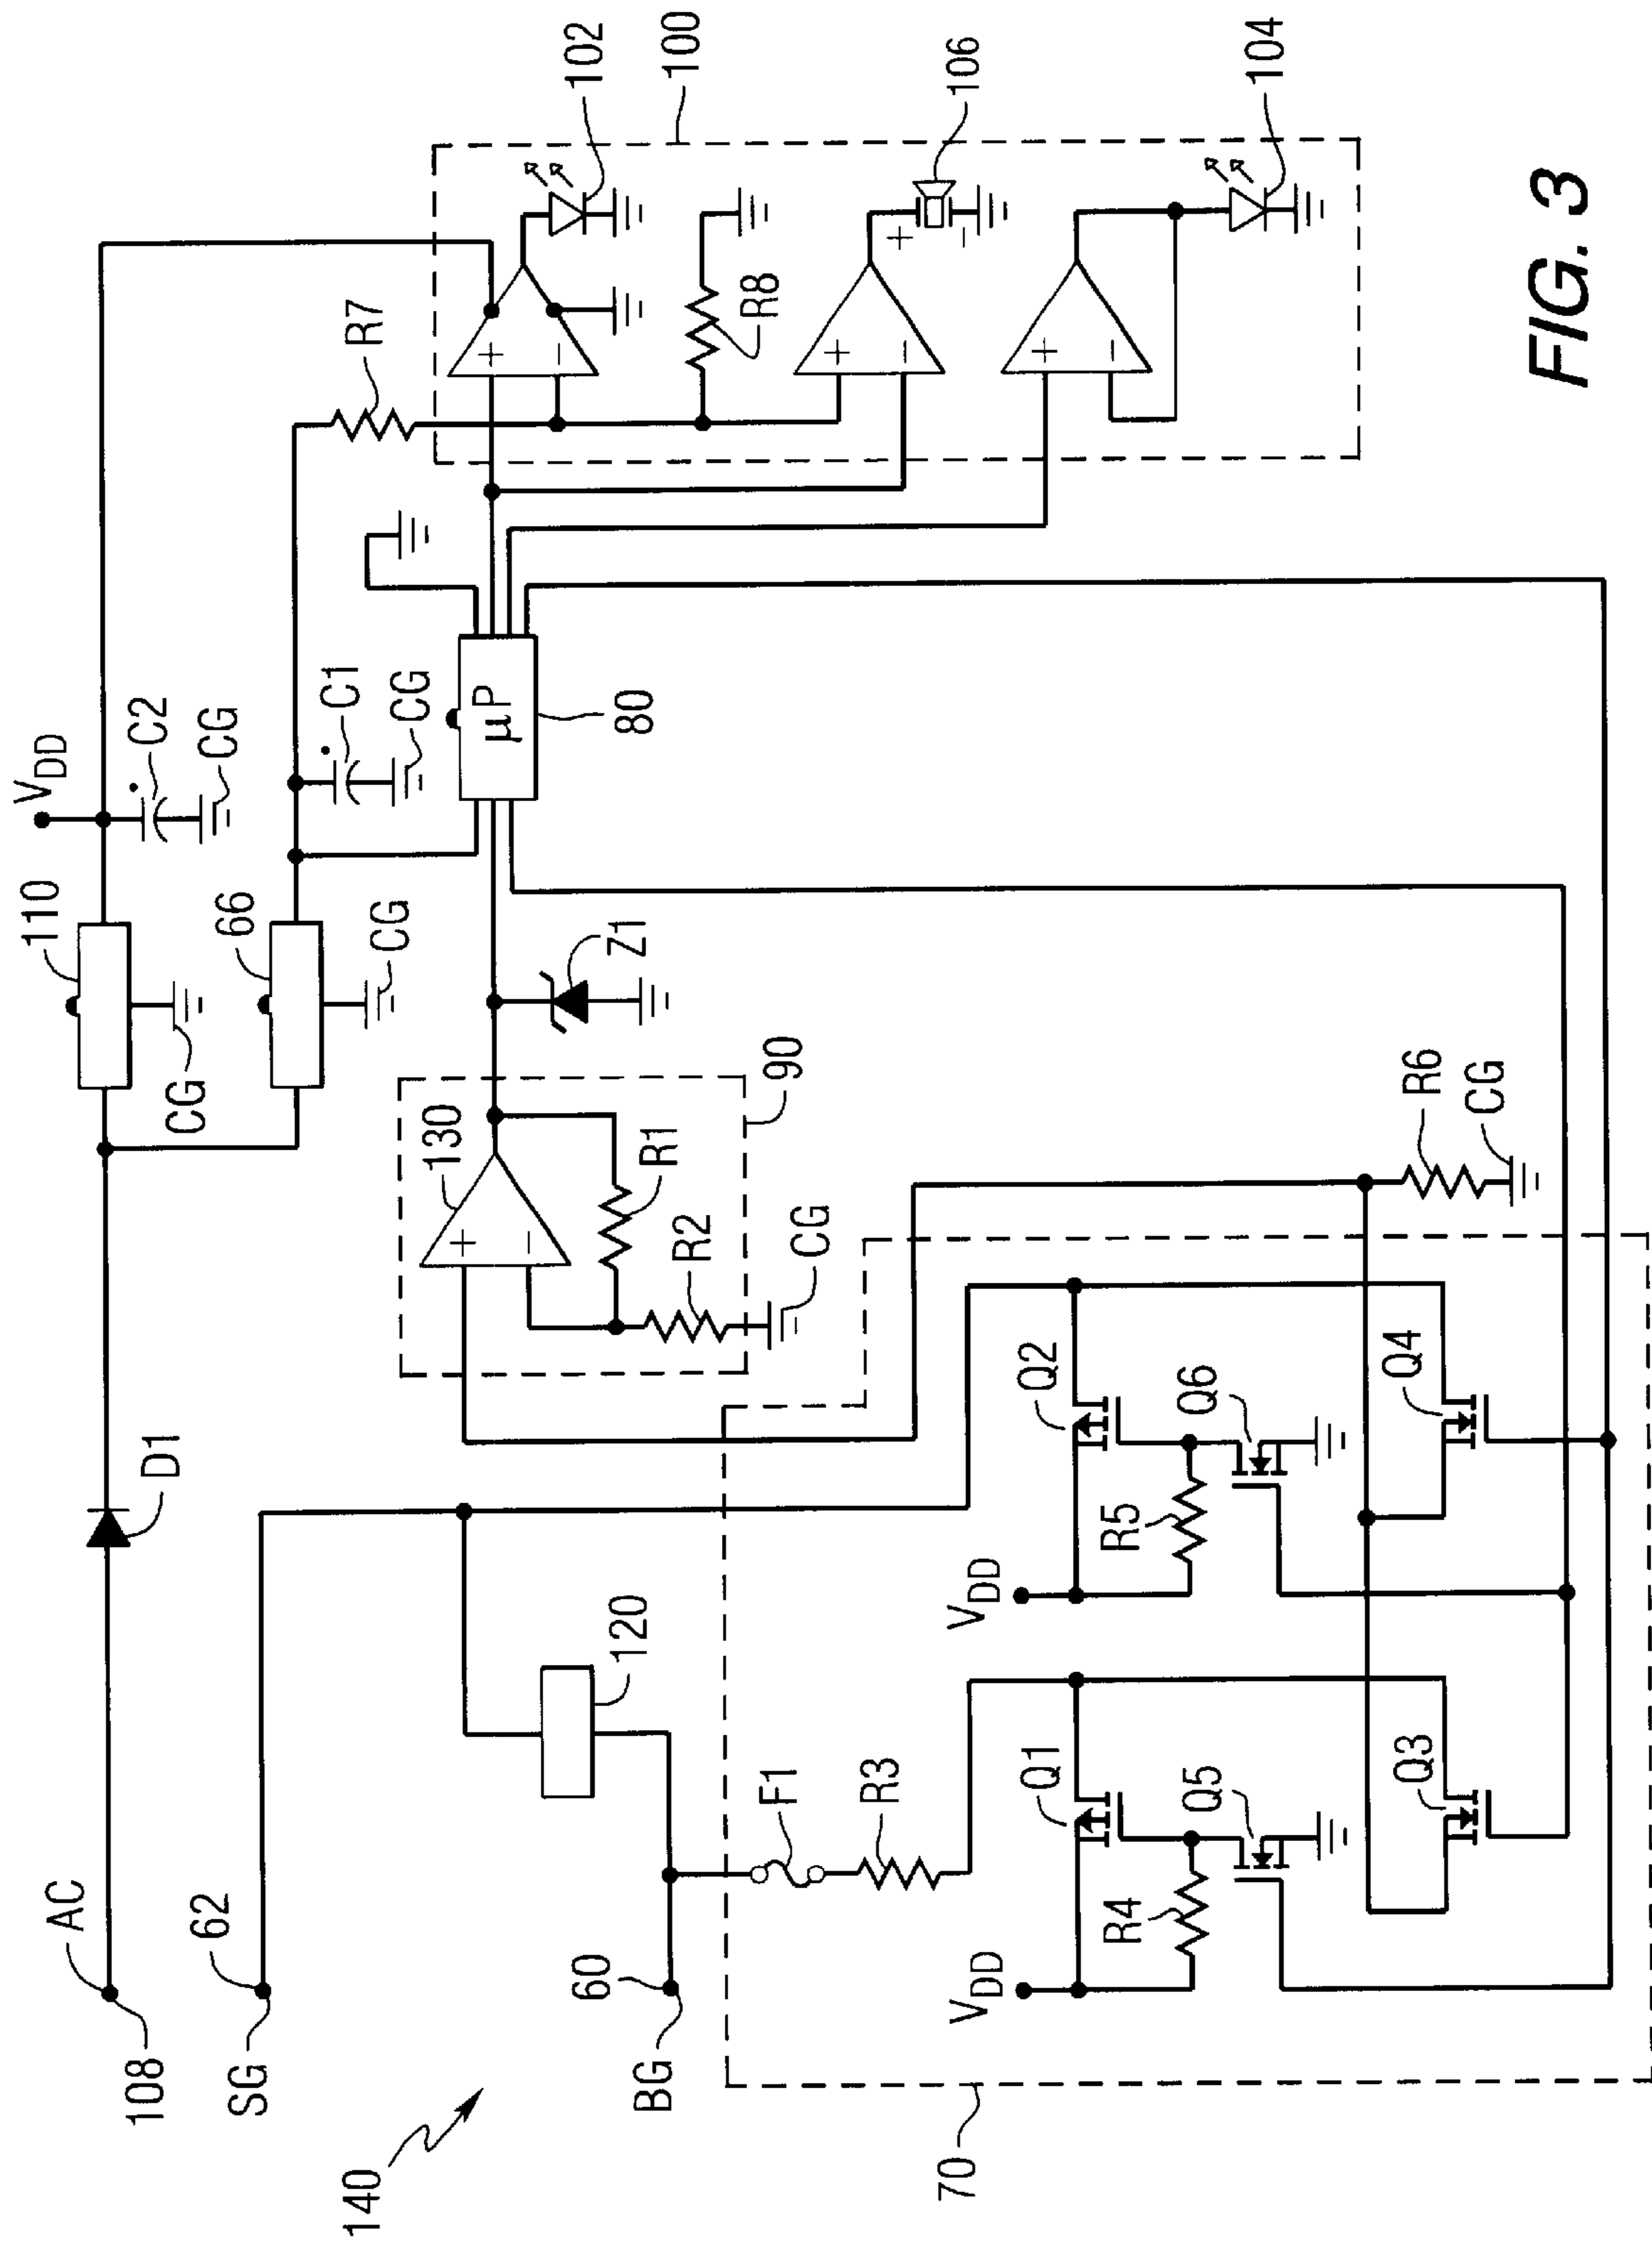 V_DD
110
C2
CG
CG
102
66
R7
C1
CG
CG
100
AC
D1
108
62
SG
130
+
−
R1
90
μP
80
+
−
R8
Z1
R2
CG
140
120
60
BG
F1
R3
+
−
+
−
106
+
−
104
70
V_DD
Q1
R4
Q5
Q3
V_DD
Q2
R5
Q6
Q4
R6
CG
FIG. 3